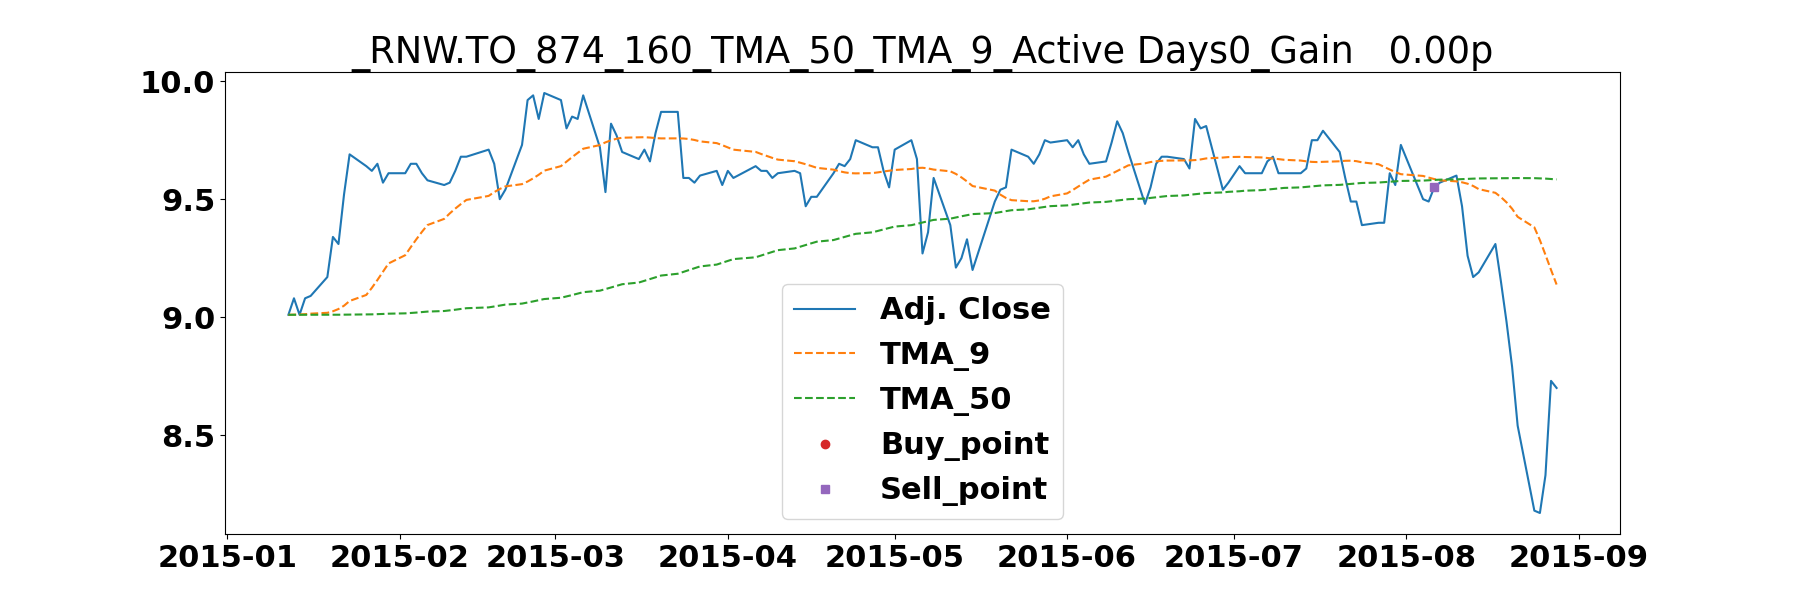 _RNW.TO_874_160_TMA_50_TMA_9_Active Days0_Gain   0.00p
10.0
9.5
9.0
8.5
Adj. Close
TMA_9
TMA_50
Buy_point
Sell_point
2015-01 2015-02 2015-03 2015-04 2015-05 2015-06 2015-07 2015-08 2015-09